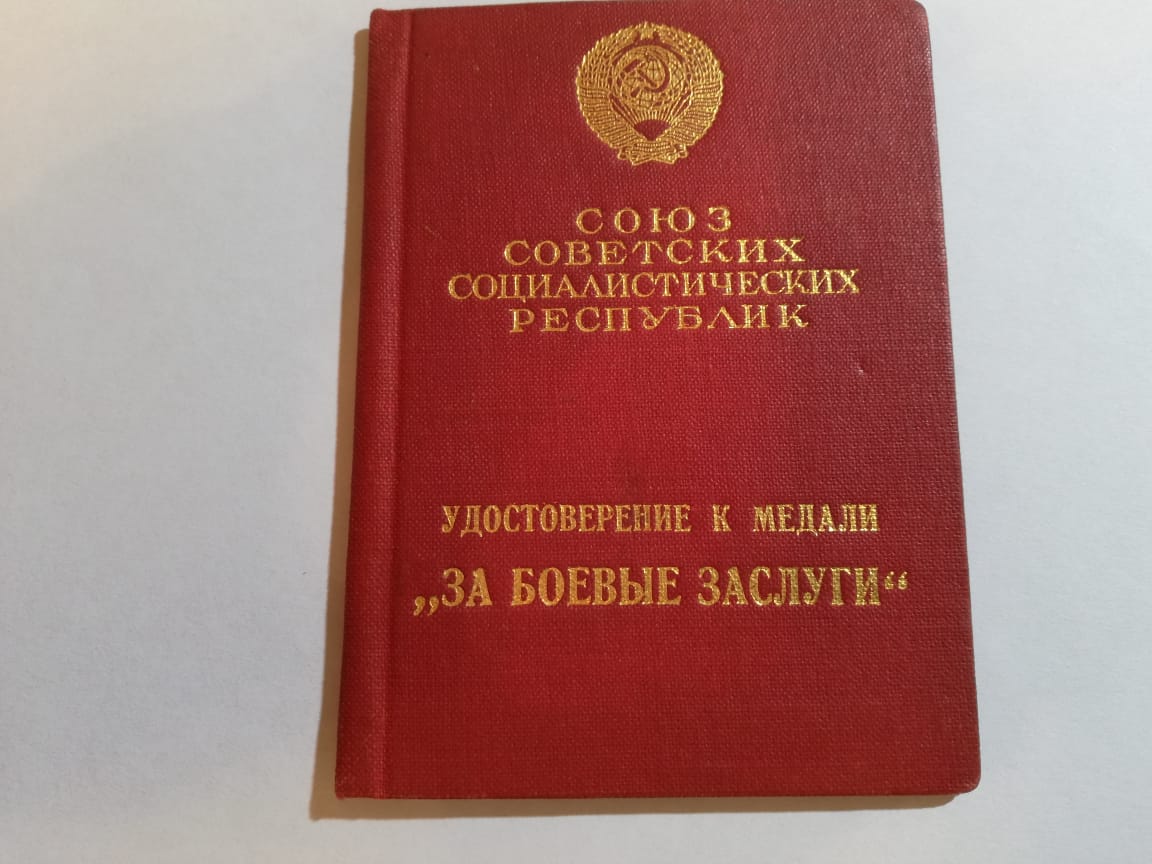 СОЮЗ
СОВЕТСКИХ
СОЦИАЛИСТИЧЕСКИХ
РЕСПУБЛИК
УДОСТОВЕРЕНИЕ К МЕДАЛИ
„ЗА БОЕВЫЕ ЗАСЛУГИ“